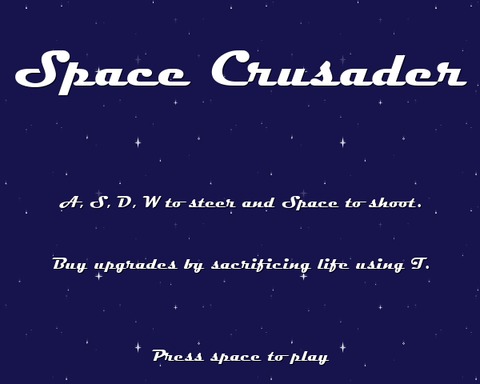 Space Crusader
A, S, D, W to steer and Space to shoot.
Buy upgrades by sacrificing life using T.
Press space to play